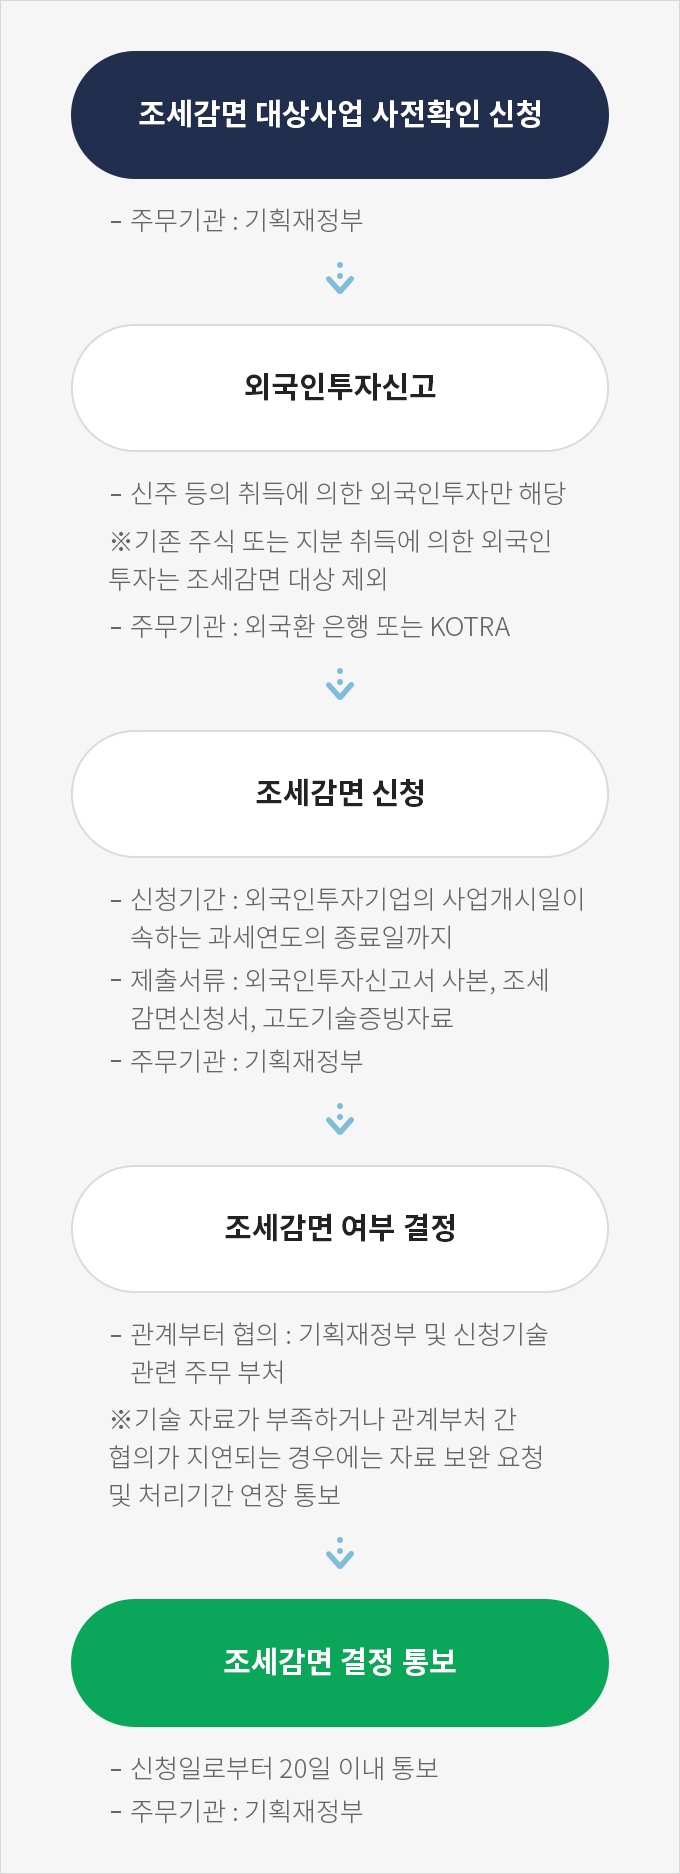 조세감면 대상사업 사전확인 신청
- 주무기관 : 기획재정부
외국인투자신고
- 신주 등의 취득에 의한 외국인투자만 해당
※기존 주식 또는 지분 취득에 의한 외국인
투자는 조세감면 대상 제외
- 주무기관 : 외국환 은행 또는 KOTRA
조세감면 신청
- 신청기간 : 외국인투자기업의 사업개시일이
속하는 과세연도의 종료일까지
- 제출서류 : 외국인투자신고서 사본, 조세
감면신청서, 고도기술증빙자료
- 주무기관 : 기획재정부
조세감면 여부 결정
- 관계부터 협의 : 기획재정부 및 신청기술
관련 주무 부처
※기술 자료가 부족하거나 관계부처 간
협의가 지연되는 경우에는 자료 보완 요청
및 처리기간 연장 통보
조세감면 결정 통보
- 신청일로부터 20일 이내 통보
- 주무기관 : 기획재정부